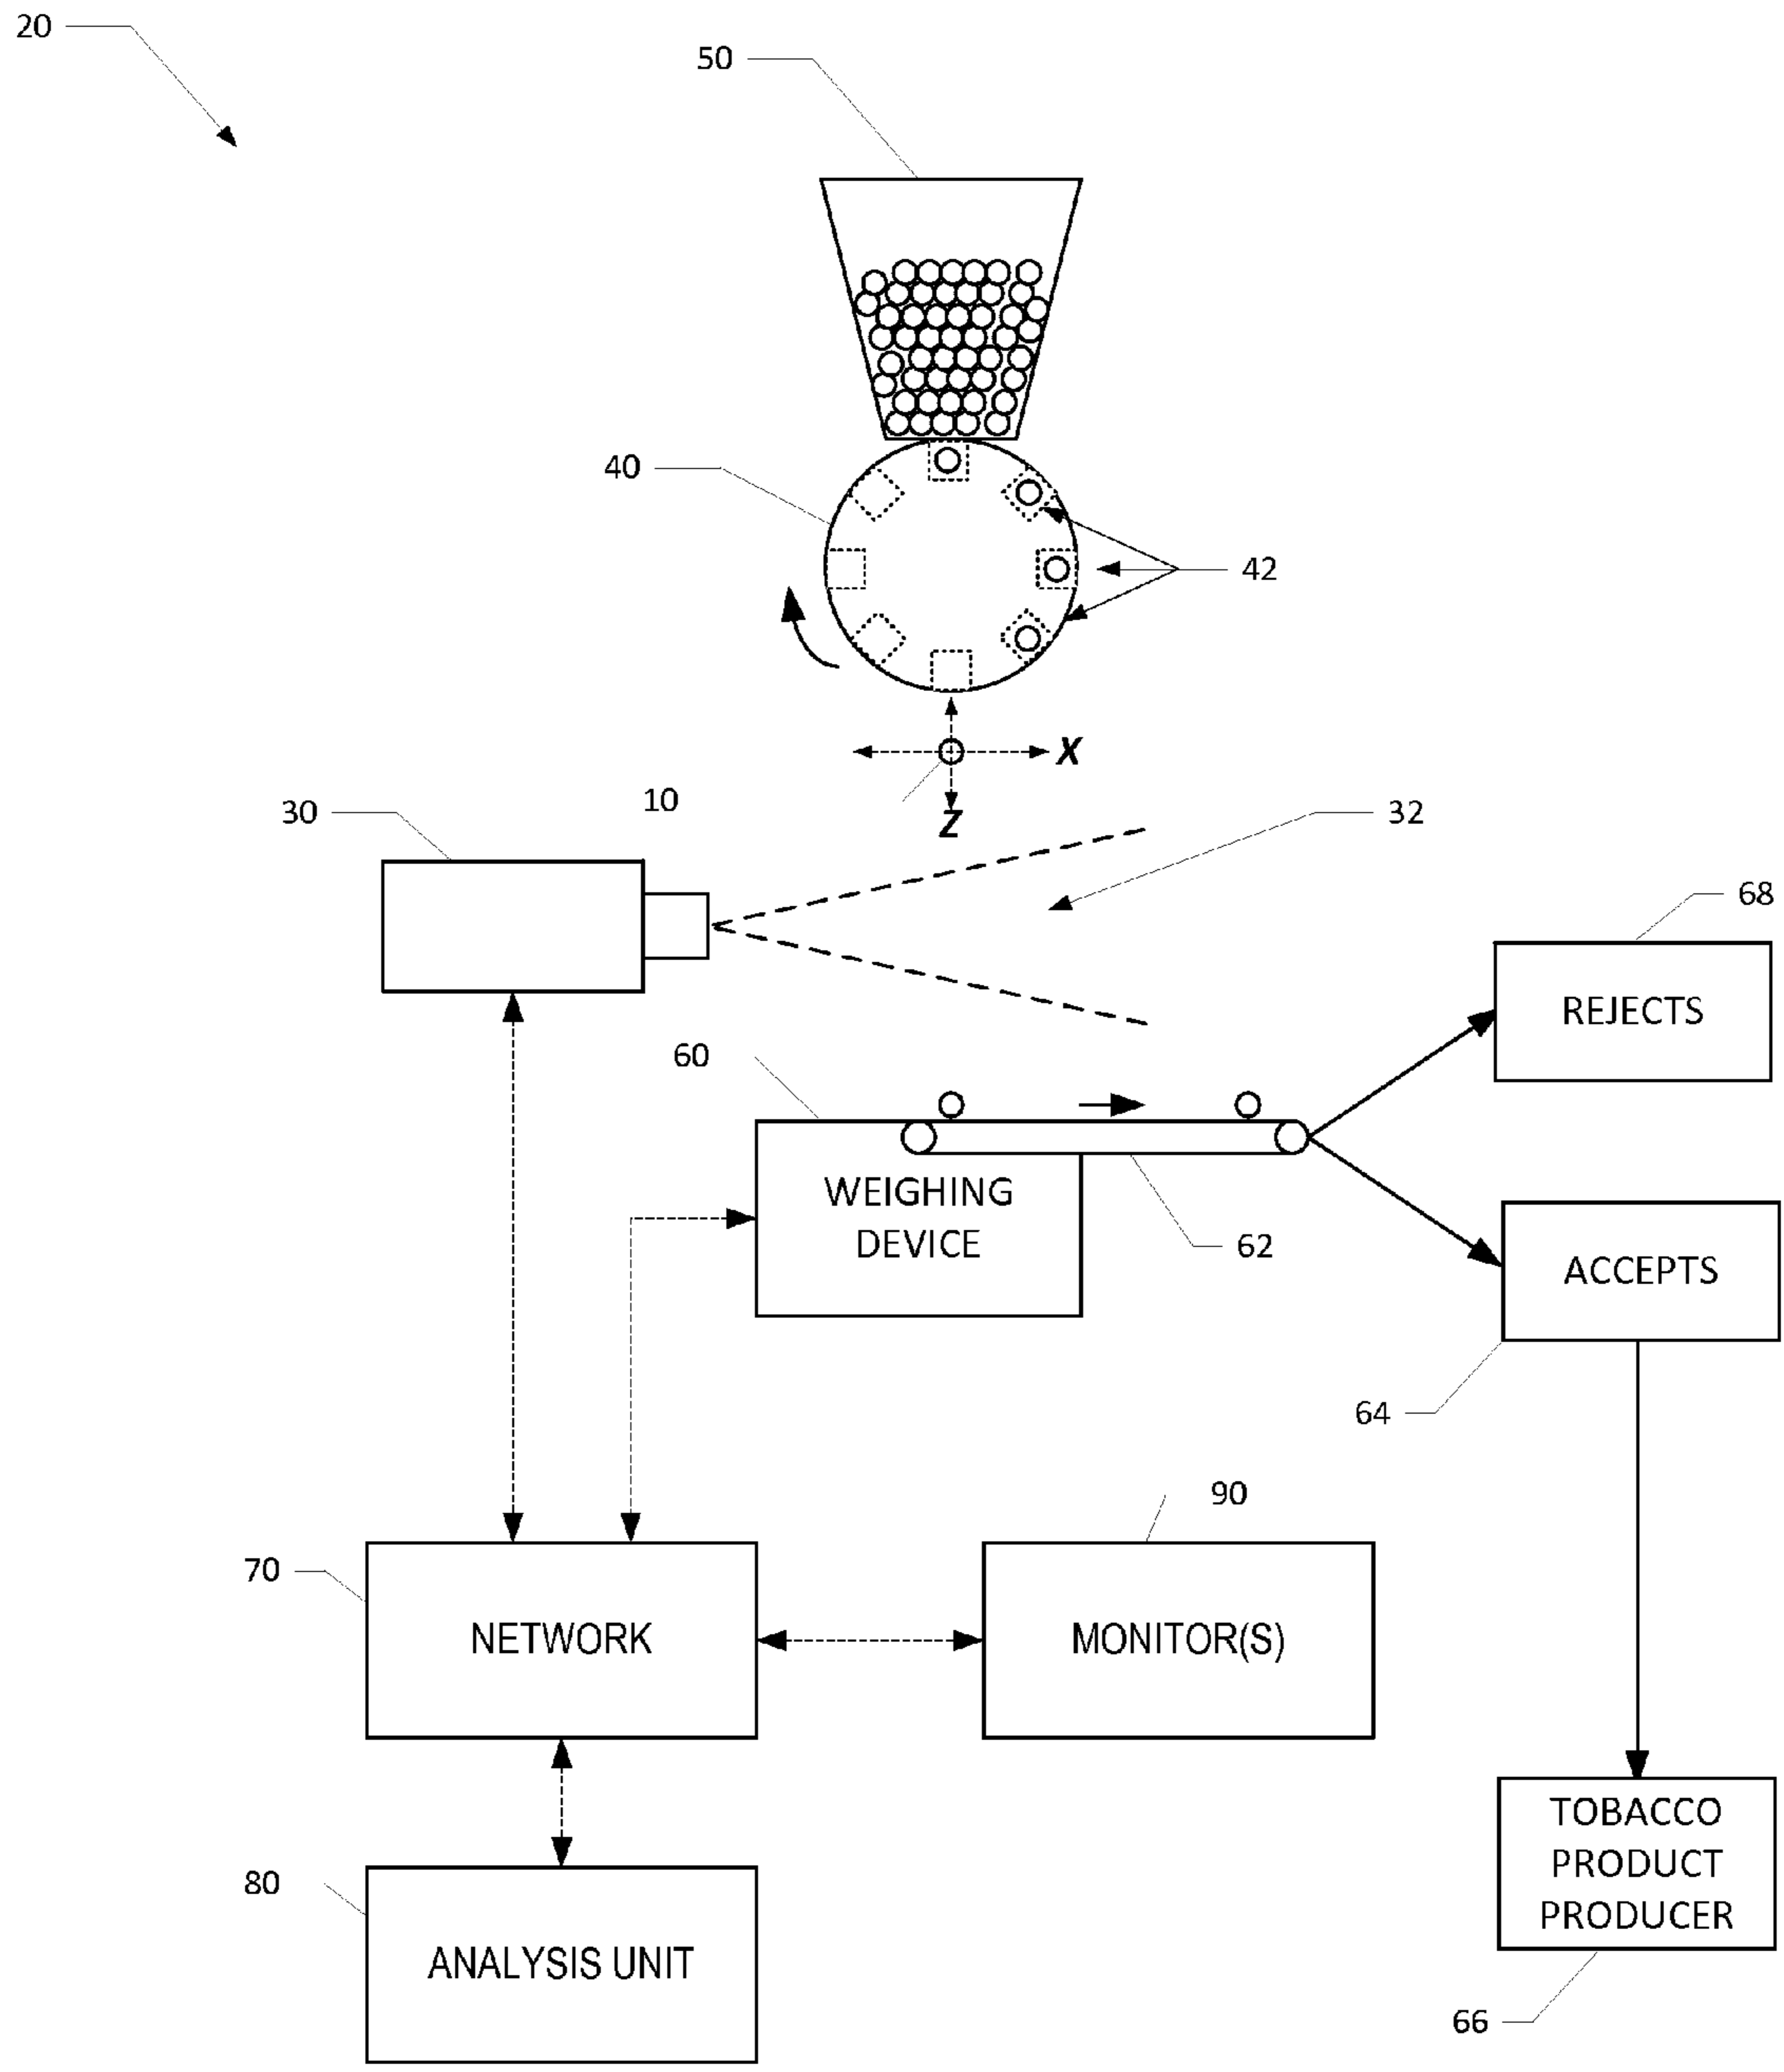 20
50
40
42
X
10
Z
30
32
68
REJECTS
60
WEIGHING
DEVICE
62
ACCEPTS
64
90
70
NETWORK
MONITOR(S)
TOBACCO
PRODUCT
PRODUCER
80
ANALYSIS UNIT
66